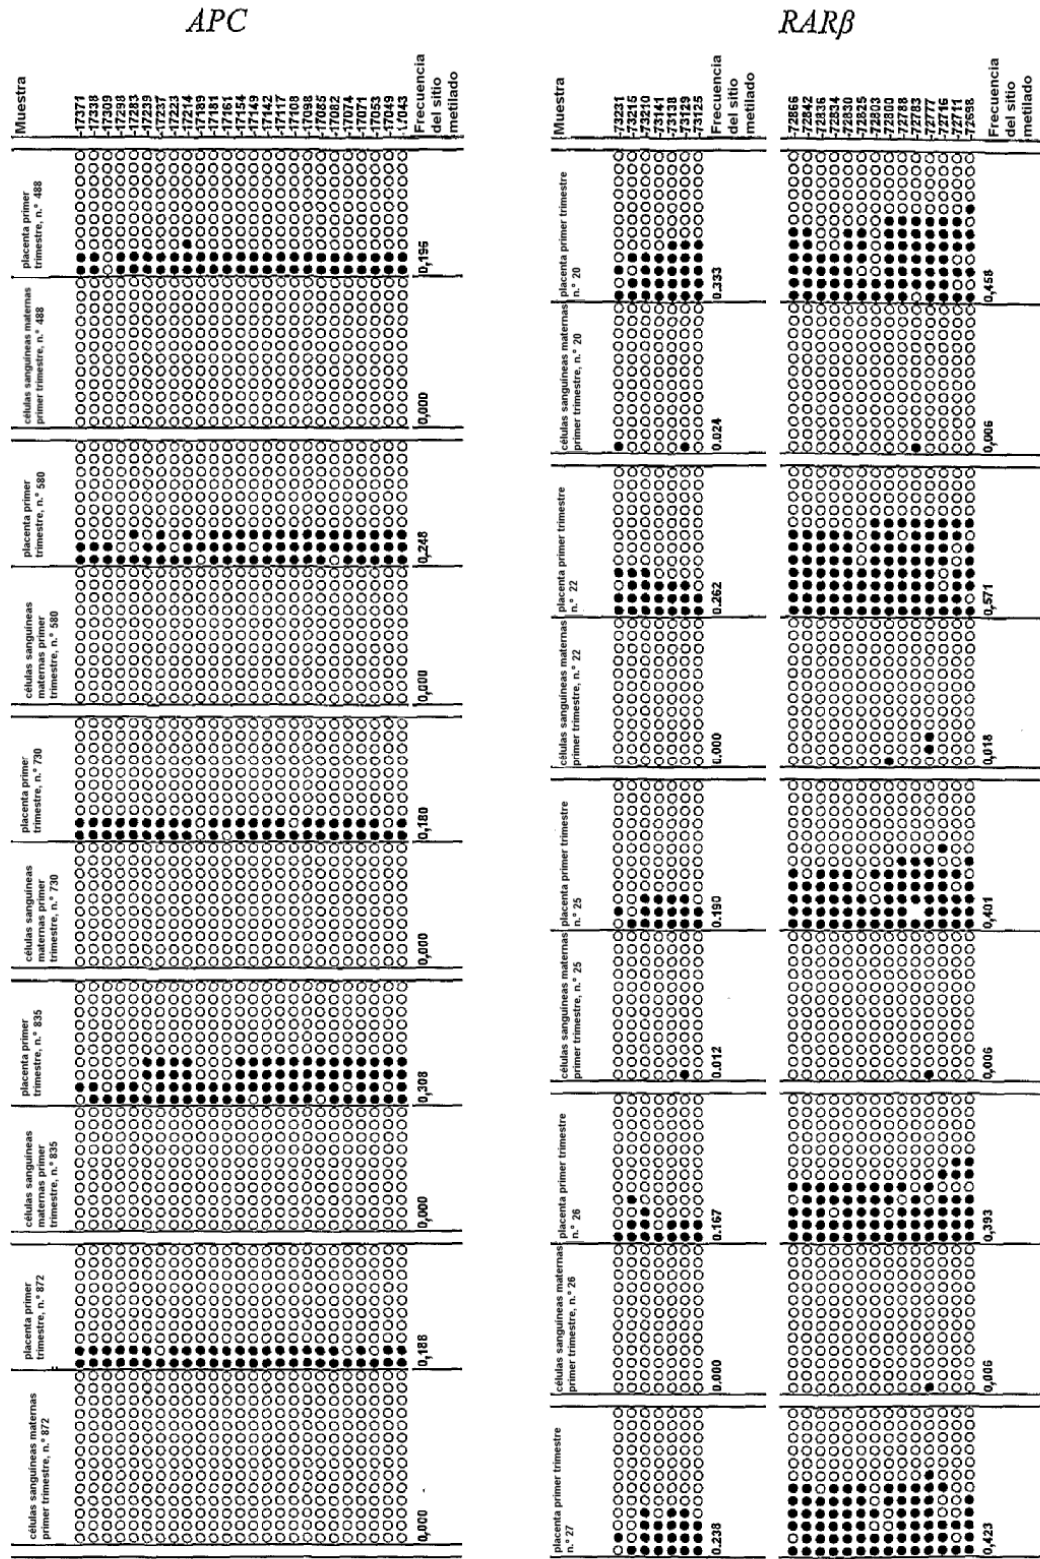 APC
Muestra
-17371
-17338
-17309
-17298
-17283
-17239
-17237
-17223
-17214
-17189
-17181
-17161
-17154
-17149
-17142
-17117
-17108
-17098
-17085
-17082
-17074
-17071
-17053
-17049
-17043
Frecuencia
del sitio
metilado
placenta primer
trimestre, n.º 488
0,196
células sanguíneas maternas
primer trimestre, n.º 488
0,000
placenta primer
trimestre, n.º 580
0,248
células sanguíneas
maternas primer
trimestre, n.º 580
0,000
placenta primer
trimestre, n.º 730
0,180
células sanguíneas
maternas primer
trimestre, n.º 730
0,000
placenta primer
trimestre, n.º 835
0,308
células sanguíneas
maternas primer
trimestre, n.º 835
0,000
placenta primer
trimestre, n.º 872
0,188
células sanguíneas maternas
primer trimestre, n.º 872
0,000
RARβ
Muestra
-73231
-73215
-73210
-73141
-73138
-73129
-73125
Frecuencia
del sitio
metilado
-72866
-72842
-72836
-72834
-72830
-72825
-72803
-72800
-72788
-72783
-72777
-72716
-72711
-72698
Frecuencia
del sitio
metilado
placenta primer trimestre
n.º 20
0.333
0,458
células sanguíneas maternas
primer trimestre, n.º 20
0.024
0,006
placenta primer trimestre
n.º 22
0.262
0,571
células sanguíneas maternas
primer trimestre, n.º 22
0.000
0,018
placenta primer trimestre
n.º 25
0.190
0,401
células sanguíneas maternas
primer trimestre, n.º 25
0.012
0,006
placenta primer trimestre
n.º 26
0.167
0,393
células sanguíneas maternas
primer trimestre, n.º 26
0.000
0,006
placenta primer trimestre
n.º 27
0.238
0,423